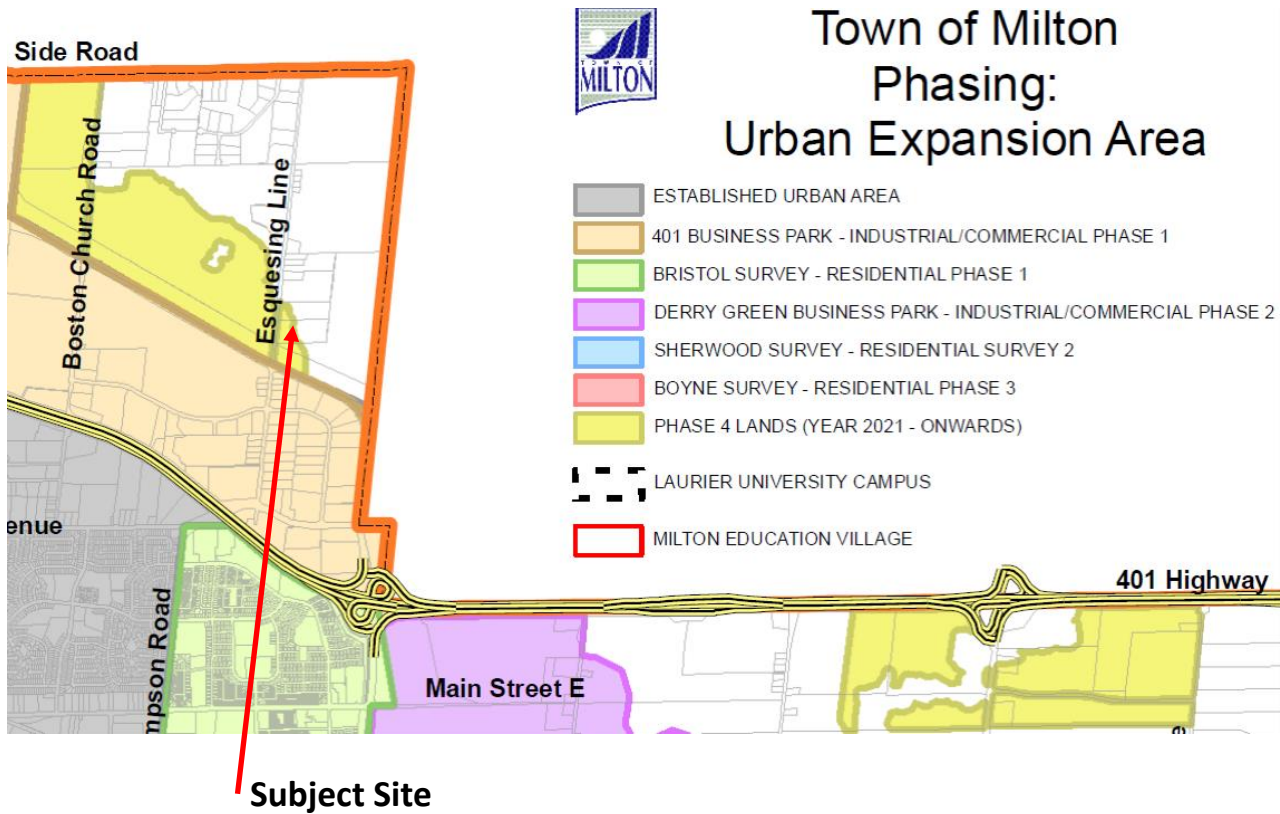 Town of Milton
Phasing:
Urban Expansion Area
TOWN OF
MILTON
Side Road
Boston Church Road
Esquesing Line
ESTABLISHED URBAN AREA
401 BUSINESS PARK - INDUSTRIAL/COMMERCIAL PHASE 1
BRISTOL SURVEY - RESIDENTIAL PHASE 1
DERRY GREEN BUSINESS PARK - INDUSTRIAL/COMMERCIAL PHASE 2
SHERWOOD SURVEY - RESIDENTIAL SURVEY 2
BOYNE SURVEY - RESIDENTIAL PHASE 3
PHASE 4 LANDS (YEAR 2021 - ONWARDS)
LAURIER UNIVERSITY CAMPUS
MILTON EDUCATION VILLAGE
enue
mpson Road
401 Highway
Main Street E
Subject Site